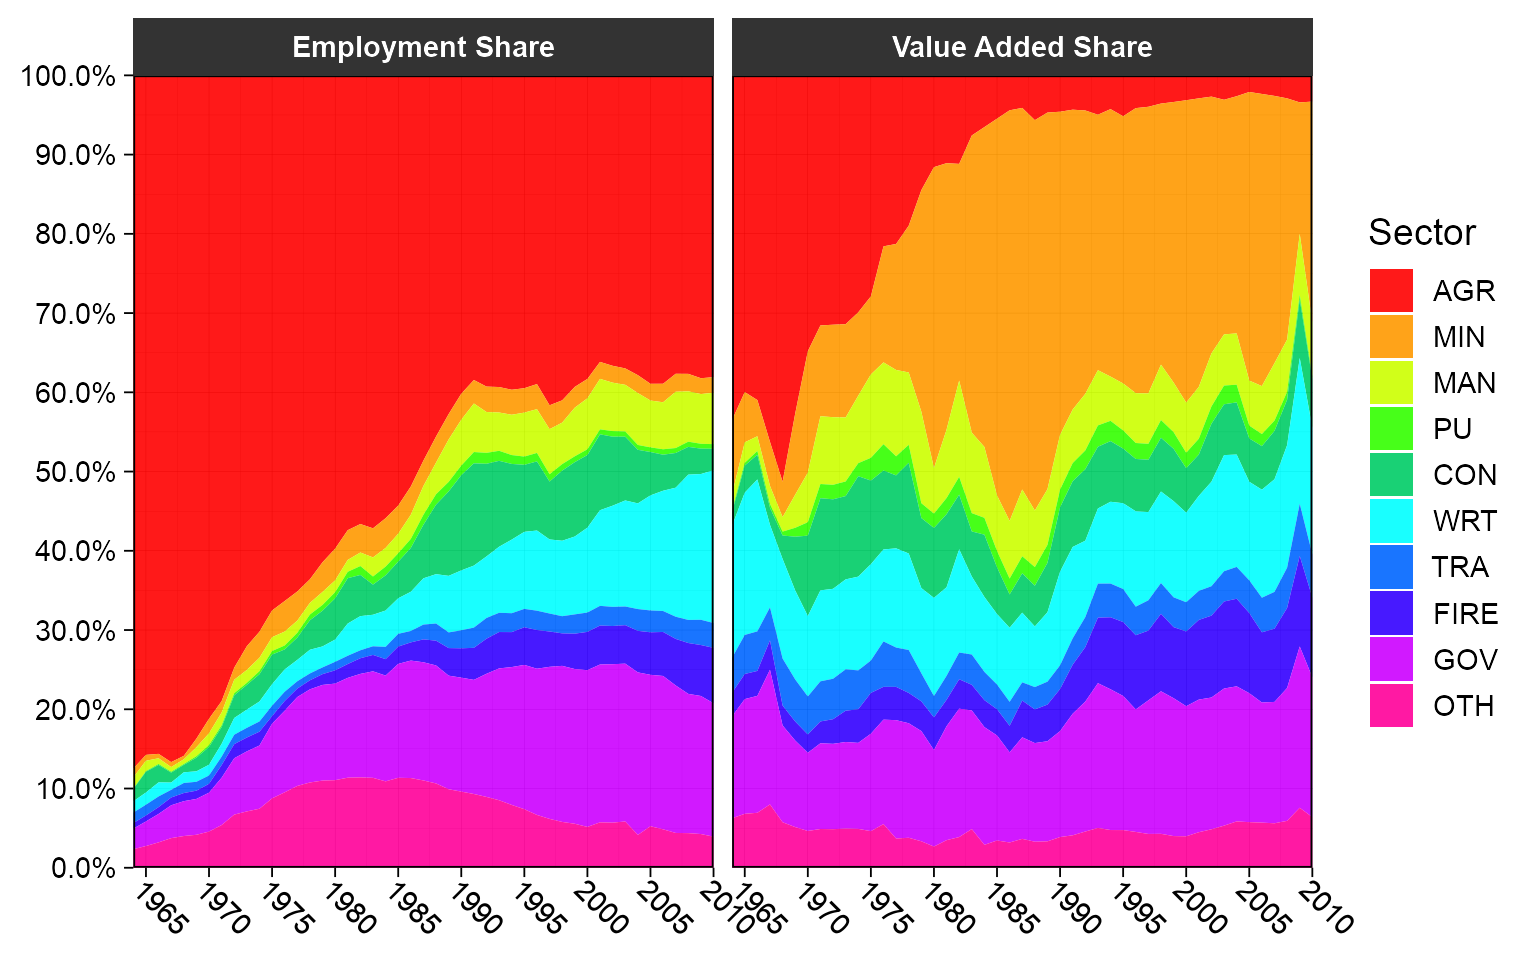 Employment Share
Value Added Share
100.0%
90.0%
80.0%
70.0%
60.0%
50.0%
40.0%
30.0%
20.0%
10.0%
0.0%
1965 1970 1975 1980 1985 1990 1995 2000 2005 2010
1965 1970 1975 1980 1985 1990 1995 2000 2005 2010
Sector
AGR
MIN
MAN
PU
CON
WRT
TRA
FIRE
GOV
OTH